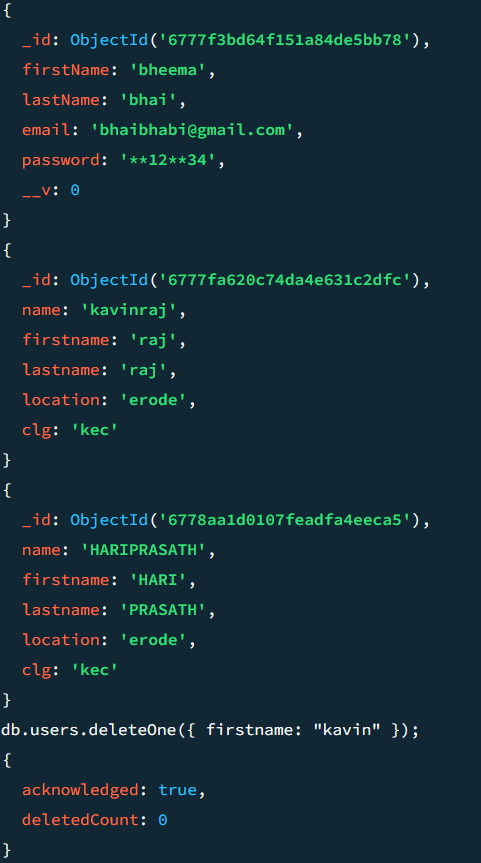 {
  _id: ObjectId('6777f3bd64f151a84de5bb78'),
  firstName: 'bheema',
  lastName: 'bhai',
  email: 'bhaibhabi@gmail.com',
  password: '**12**34',
  __v: 0
}
{
  _id: ObjectId('6777fa620c74da4e631c2dfc'),
  name: 'kavinraj',
  firstname: 'raj',
  lastname: 'raj',
  location: 'erode',
  clg: 'kec'
}
{
  _id: ObjectId('6778aa1d0107feadfa4eeca5'),
  name: 'HARIPRASATH',
  firstname: 'HARI',
  lastname: 'PRASATH',
  location: 'erode',
  clg: 'kec'
}
db.users.deleteOne({ firstname: "kavin" });
{
  acknowledged: true,
  deletedCount: 0
}